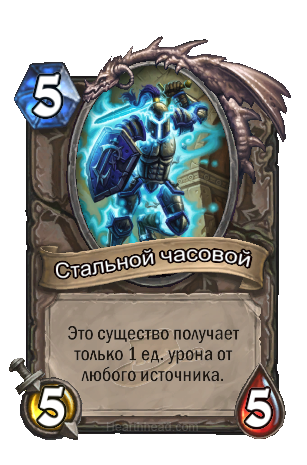 5
Стальной часовой
Это существо получает
только 1 ед. урона от
любого источника.
5
5